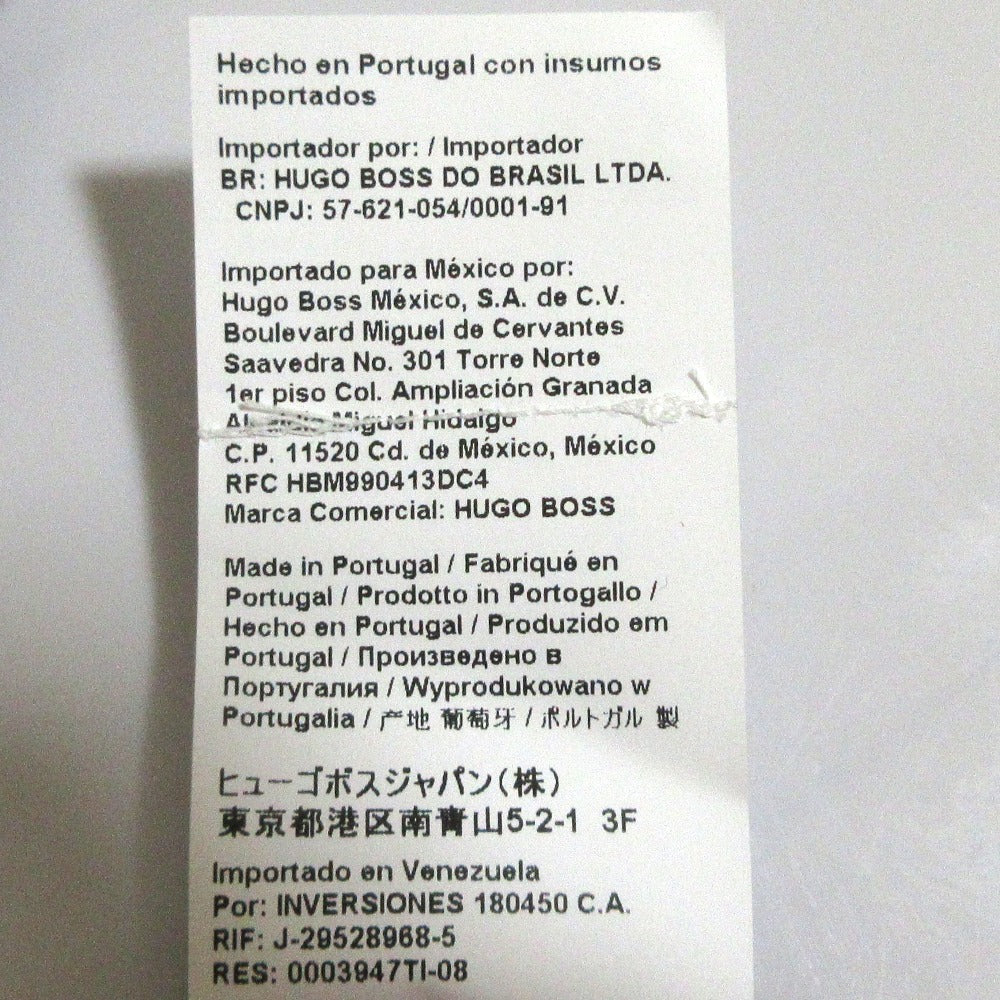 Hecho en Portugal con insumos
importados
Importador por: / Importador
BR: HUGO BOSS DO BRASIL LTDA.
CNPJ: 57-621-054/0001-91
Importado para México por:
Hugo Boss México, S.A. de C.V.
Boulevard Miguel de Cervantes
Saavedra No. 301 Torre Norte
1er piso Col. Ampliación Granada
Miguel Hidalgo
C.P. 11520 Cd. de México, México
RFC HBM990413DC4
Marca Comercial: HUGO BOSS
Made in Portugal / Fabriqué en
Portugal / Prodotto in Portogallo /
Hecho en Portugal / Produzido em
Portugal / Произведено в
Португалия / Wyprodukowano w
Portugalia / 产地 葡萄牙 / ポルトガル 製
ヒューゴボスジャパン(株)
東京都港区南青山5-2-1 3F
Importado en Venezuela
Por: INVERSIONES 180450 C.A.
RIF: J-29528968-5
RES: 0003947TI-08